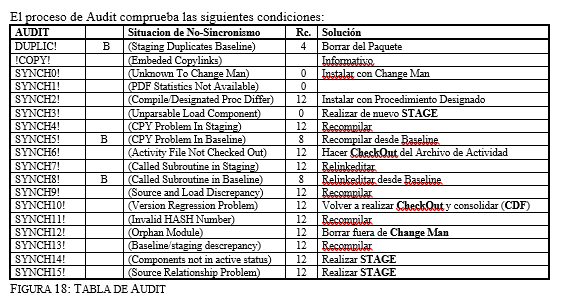 El proceso de Audit comprueba las siguientes condiciones:
AUDIT Situacion de No-Sincronismo Rc. Solución
DUPLIC! B (Staging Duplicates Baseline) 4 Borrar del Paquete
!COPY! (Embeded Copylinks) Informativo
SYNCH0! (Unknown To Change Man) 0 Instalar con Change Man
SYNCH1! (PDF Statistics Not Available) 0
SYNCH2! (Compile/Designated Proc Differ) 12 Instalar con Procedimiento Designado
SYNCH3! (Unparsable Load Component) 0 Realizar de nuevo STAGE
SYNCH4! (CPY Problem In Staging) 12 Recompilar
SYNCH5! B (CPY Problem in Baseline) 8 Recompilar desde Baseline
SYNCH6! (Activity File Not Checked Out) 12 Hacer CheckOut del Archivo de Actividad
SYNCH7! (Called Subroutine in Staging) 12 Relinkeditar
SYNCH8! B (Called Subroutine in Baseline) 8 Relinkeditar desde Baseline
SYNCH9! (Source and Load Discrepancy) 12 Recompilar
SYNCH10! (Version Regression Problem) 12 Volver a realizar CheckOut y consolidar (CDF)
SYNCH11! (Invalid HASH Number) 12 Recompilar
SYNCH12! (Orphan Module) 12 Borrar fuera de Change Man
SYNCH13! (Baseline/staging descrepancy) 12 Recompilar
SYNCH14! (Components not in active status) 12 Realizar STAGE
SYNCH15! (Source Relationship Problem) 12 Realizar STAGE
FIGURA 18: TABLA DE AUDIT